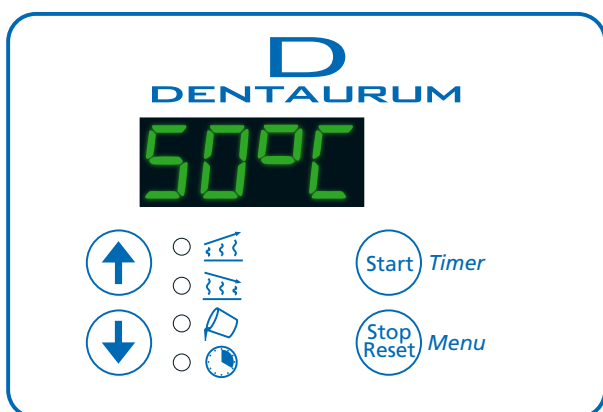 D
DENTAURUM
50°C
Start Timer
Stop
Reset Menu